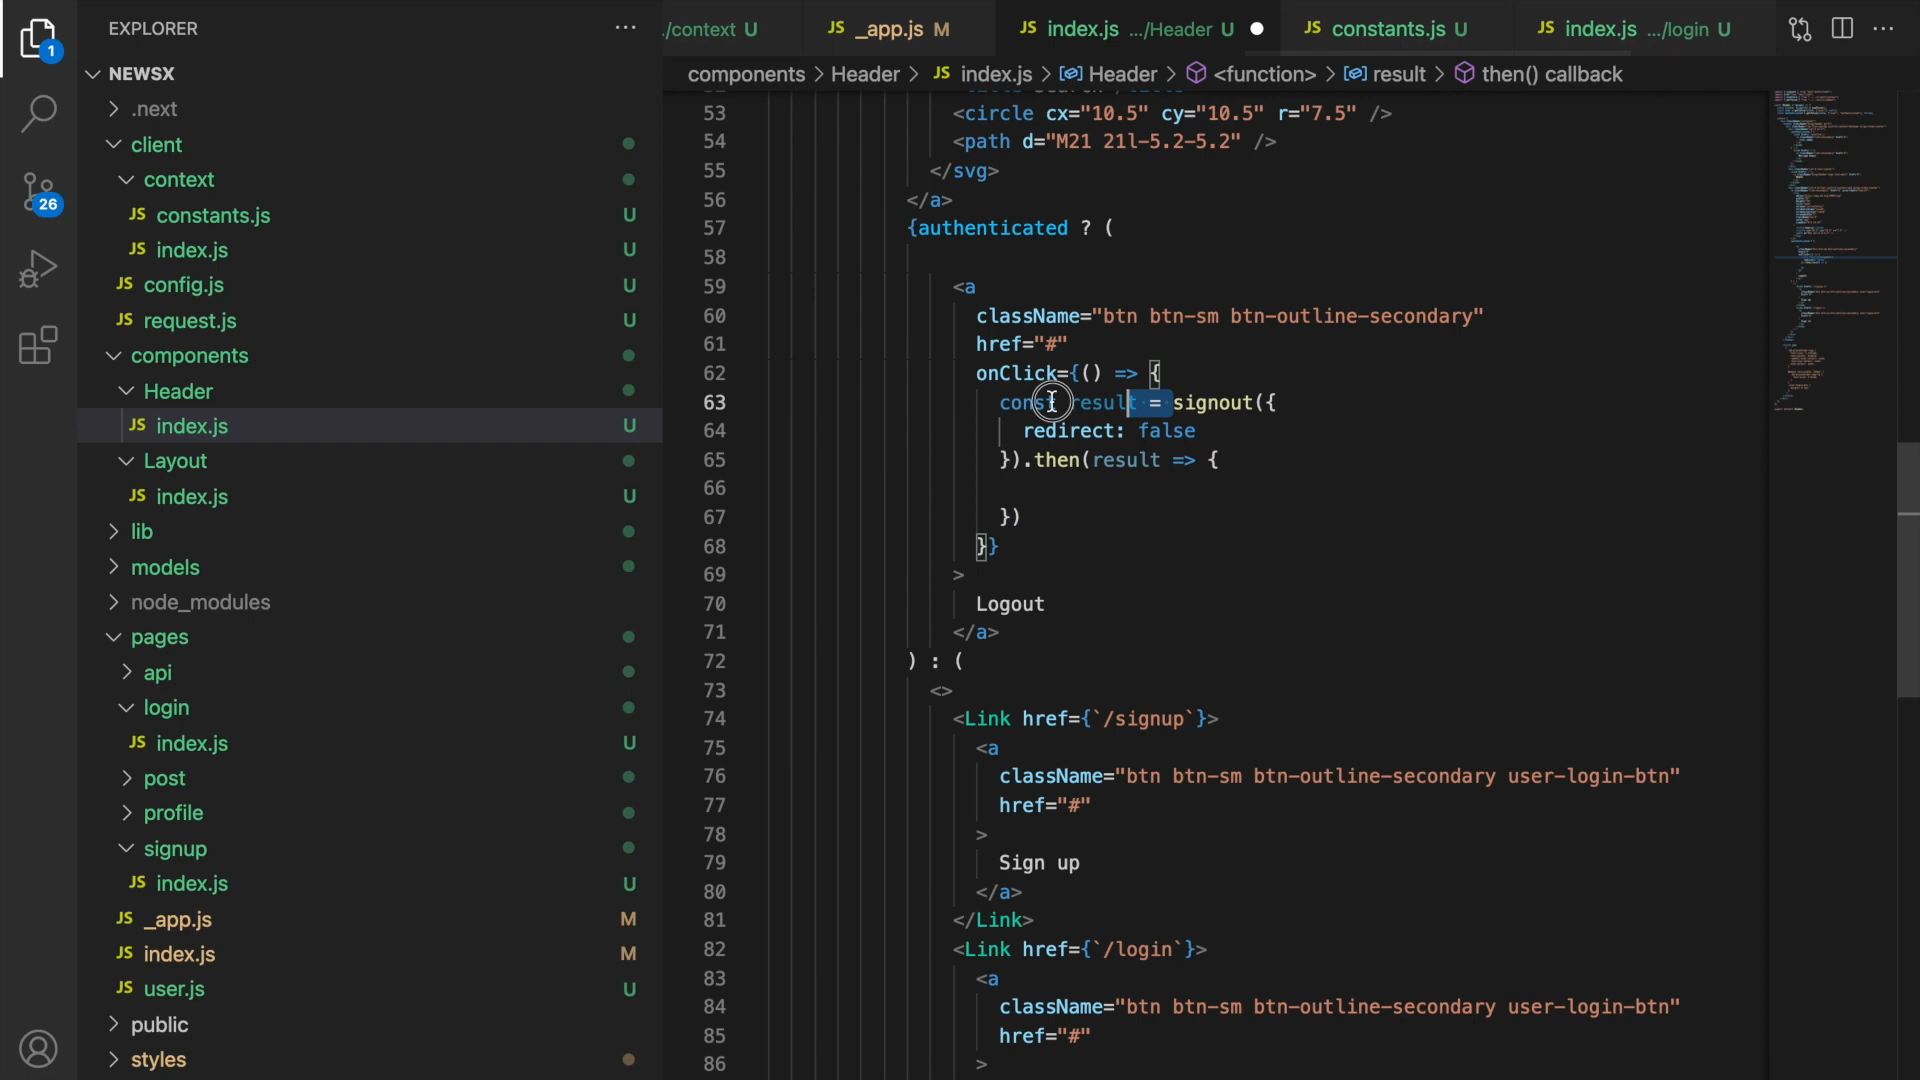 EXPLORER
NEWSX
.next
client
context
constants.js U
index.js U
config.js U
request.js U
components
Header
index.js U
Layout
index.js U
lib
models
node_modules
pages
api
login
index.js U
post
profile
signup
index.js U
_app.js M
index.js M
user.js U
public
styles
1
26
./context U
JS _app.js M
JS index.js .../Header U
JS constants.js U
JS index.js .../login U
components > Header > JS index.js > Header > <function> > result > then() callback
53 <circle cx="10.5" cy="10.5" r="7.5" />
54 <path d="M21 21l-5.2-5.2" />
55 </svg>
56 </a>
57 {authenticated ? (
58
59 <a
60 className="btn btn-sm btn-outline-secondary"
61 href="#"
62 onClick={() => {
63 const result = signout({
64 redirect: false
65 }).then(result => {
66
67 })
68 }}
69 >
70 Logout
71 </a>
72 ) : (
73 <>
74 <Link href={`/signup`}>
75 <a
76 className="btn btn-sm btn-outline-secondary user-login-btn"
77 href="#"
78 >
79 Sign up
80 </a>
81 </Link>
82 <Link href={`/login`}>
83 <a
84 className="btn btn-sm btn-outline-secondary user-login-btn"
85 href="#"
86 >